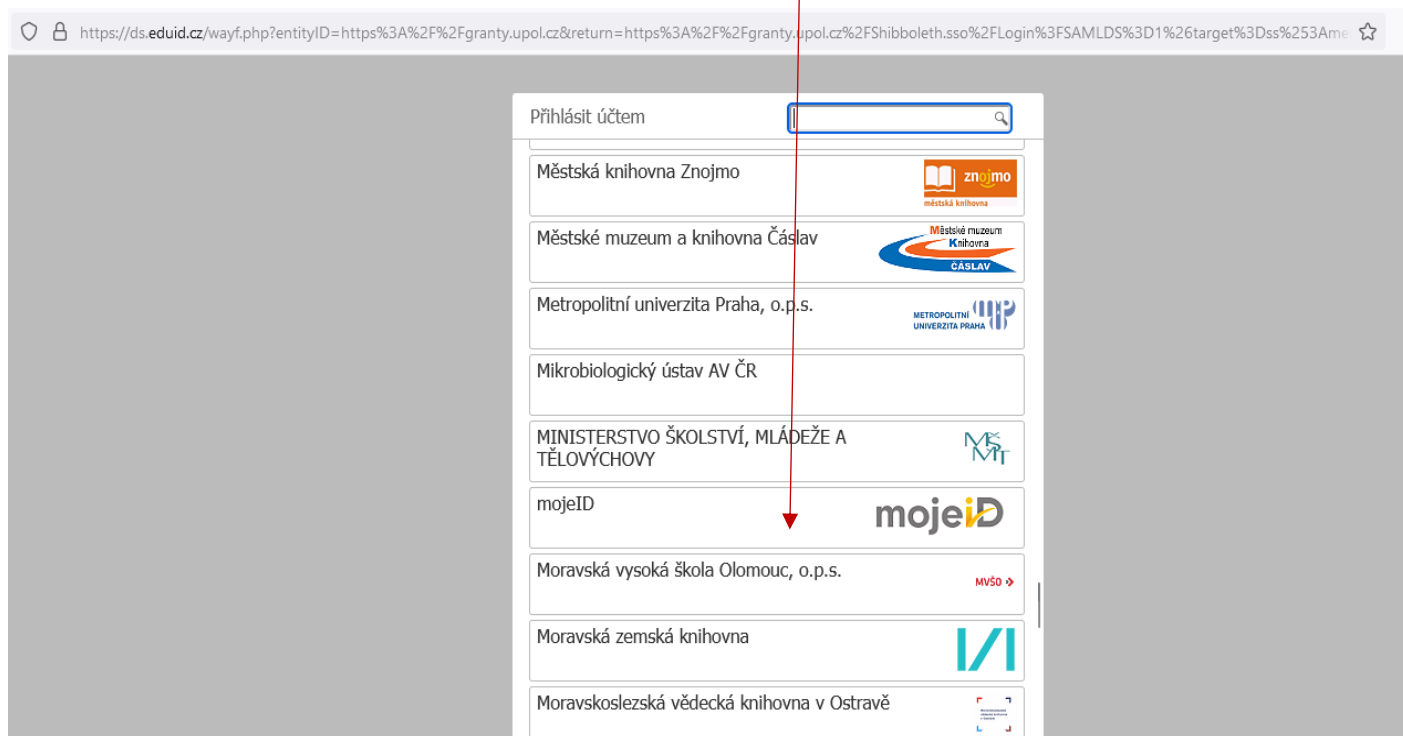 https://ds.eduid.cz/wayf.php?entityID=https%3A%2F%2Fgranty.upol.cz&return=https%3A%2F%2Fgranty.upol.cz%2FShibboleth.sso%2FLogin%3FSAMLDS%3D1%26target%3Dss%253Ame
Přihlásit účtem
Městská knihovna Znojmo
znojmo
městská knihovna
Městské muzeum a knihovna Čáslav
Městské muzeum
Knihovna
ČÁSLAV
Metropolitní univerzita Praha, o.p.s.
METROPOLITNÍ
UNIVERZITA PRAHA
Mikrobiologický ústav AV ČR
MINISTERSTVO ŠKOLSTVÍ, MLÁDEŽE A
TĚLOVÝCHOVY
MŠ
MT
mojeID
mojeiD
Moravská vysoká škola Olomouc, o.p.s.
MVŠO
Moravská zemská knihovna
Moravskoslezská vědecká knihovna v Ostravě